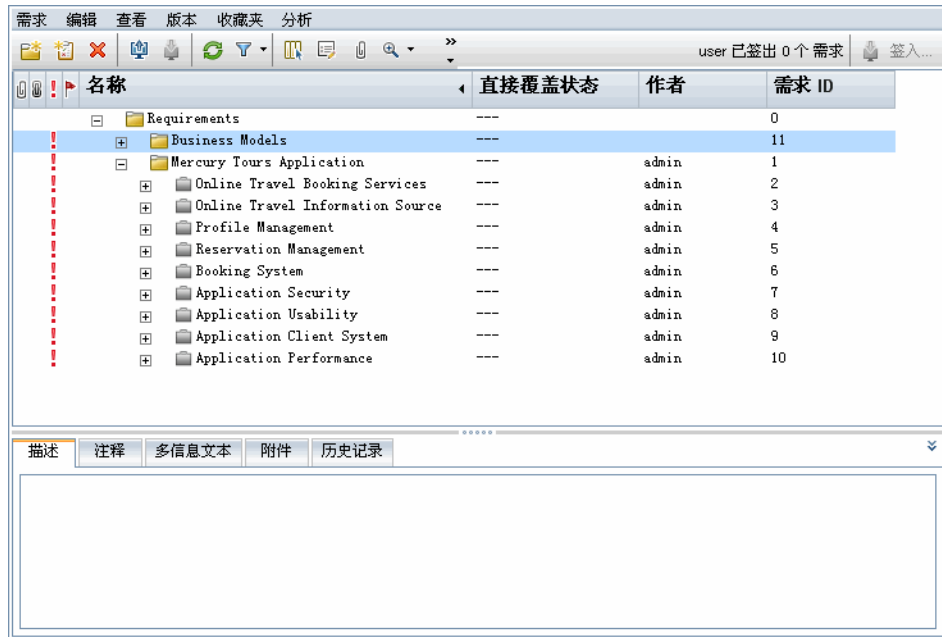 需求 编辑 查看 版本 收藏夹 分析
user 已签出 0 个 需求 签入...
名称 直接覆盖状态 作者 需求 ID
Requirements --- 0
Business Models --- 11
Mercury Tours Application --- admin 1
Online Travel Booking Services --- admin 2
Online Travel Information Source --- admin 3
Profile Management --- admin 4
Reservation Management --- admin 5
Booking System --- admin 6
Application Security --- admin 7
Application Usability --- admin 8
Application Client System --- admin 9
Application Performance --- admin 10
描述 注释 多信息文本 附件 历史记录